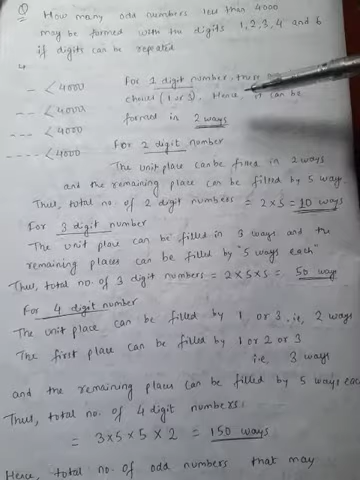 Q How many odd numbers less than 4000
may be formed with the digits 1,2,3,4 and 6
if digits can be repeated
4
- < 4000 For 1 digit number, there
-- < 4000 choices (1 or 3). Hence, it can be
--- < 4000 formed in 2 ways
---- < 4000 For 2 digit number
The unit place can be fixed in 2 ways
and the remaining place can be filled by 5 ways
Thus, total no of 2 digit numbers = 2×5 = 10 ways
For 3 digit number
The unit place can be filled in 3 ways and the
remaining places can be filled by "5 ways each"
Thus, total no. of 3 digit numbers = 2×5×5 = 50 ways
For 4 digit number
The unit place can be filled by 1 or 3. i.e, 2 ways
The first place can be filled by 1 or 2 or 3
i.e, 3 ways
and the remaining places can be filled by 5 ways eac
Thus, total no. of 4 digit numbers:
= 3×5×5×2 = 150 ways
Hence, total no. of odd numbers that may